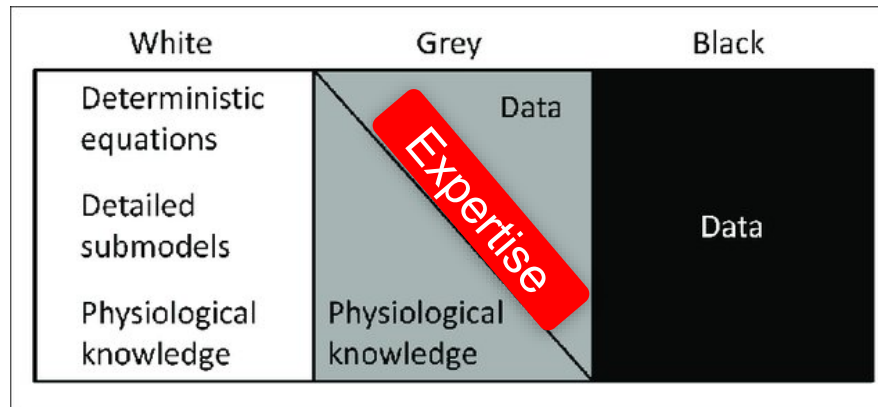 White
Grey
Black
Deterministic
equations
Detailed
submodels
Physiological
knowledge
Data
Expertise
Physiological
knowledge
Data